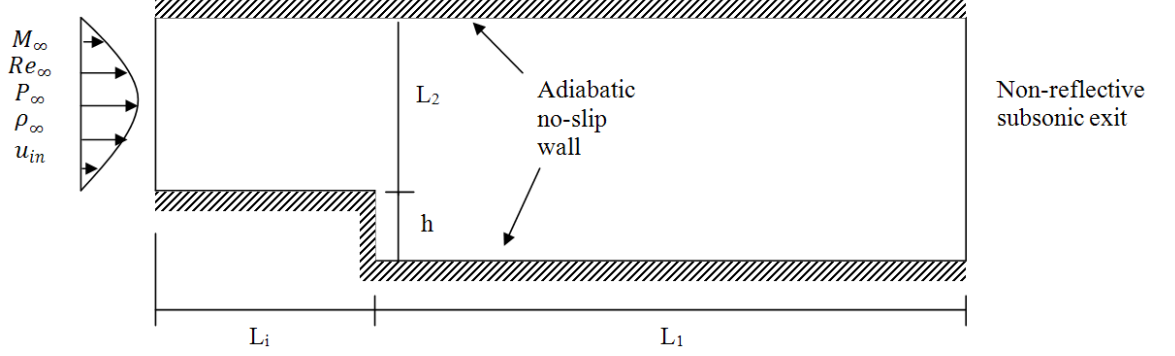 M∞
Re∞
P∞
ρ∞
u_in
L₂
h
Adiabatic
no-slip
wall
Non-reflective
subsonic exit
Lᵢ
L₁